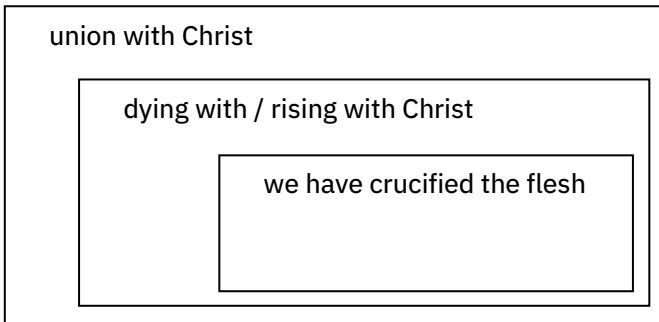 union with Christ
dying with / rising with Christ
we have crucified the flesh